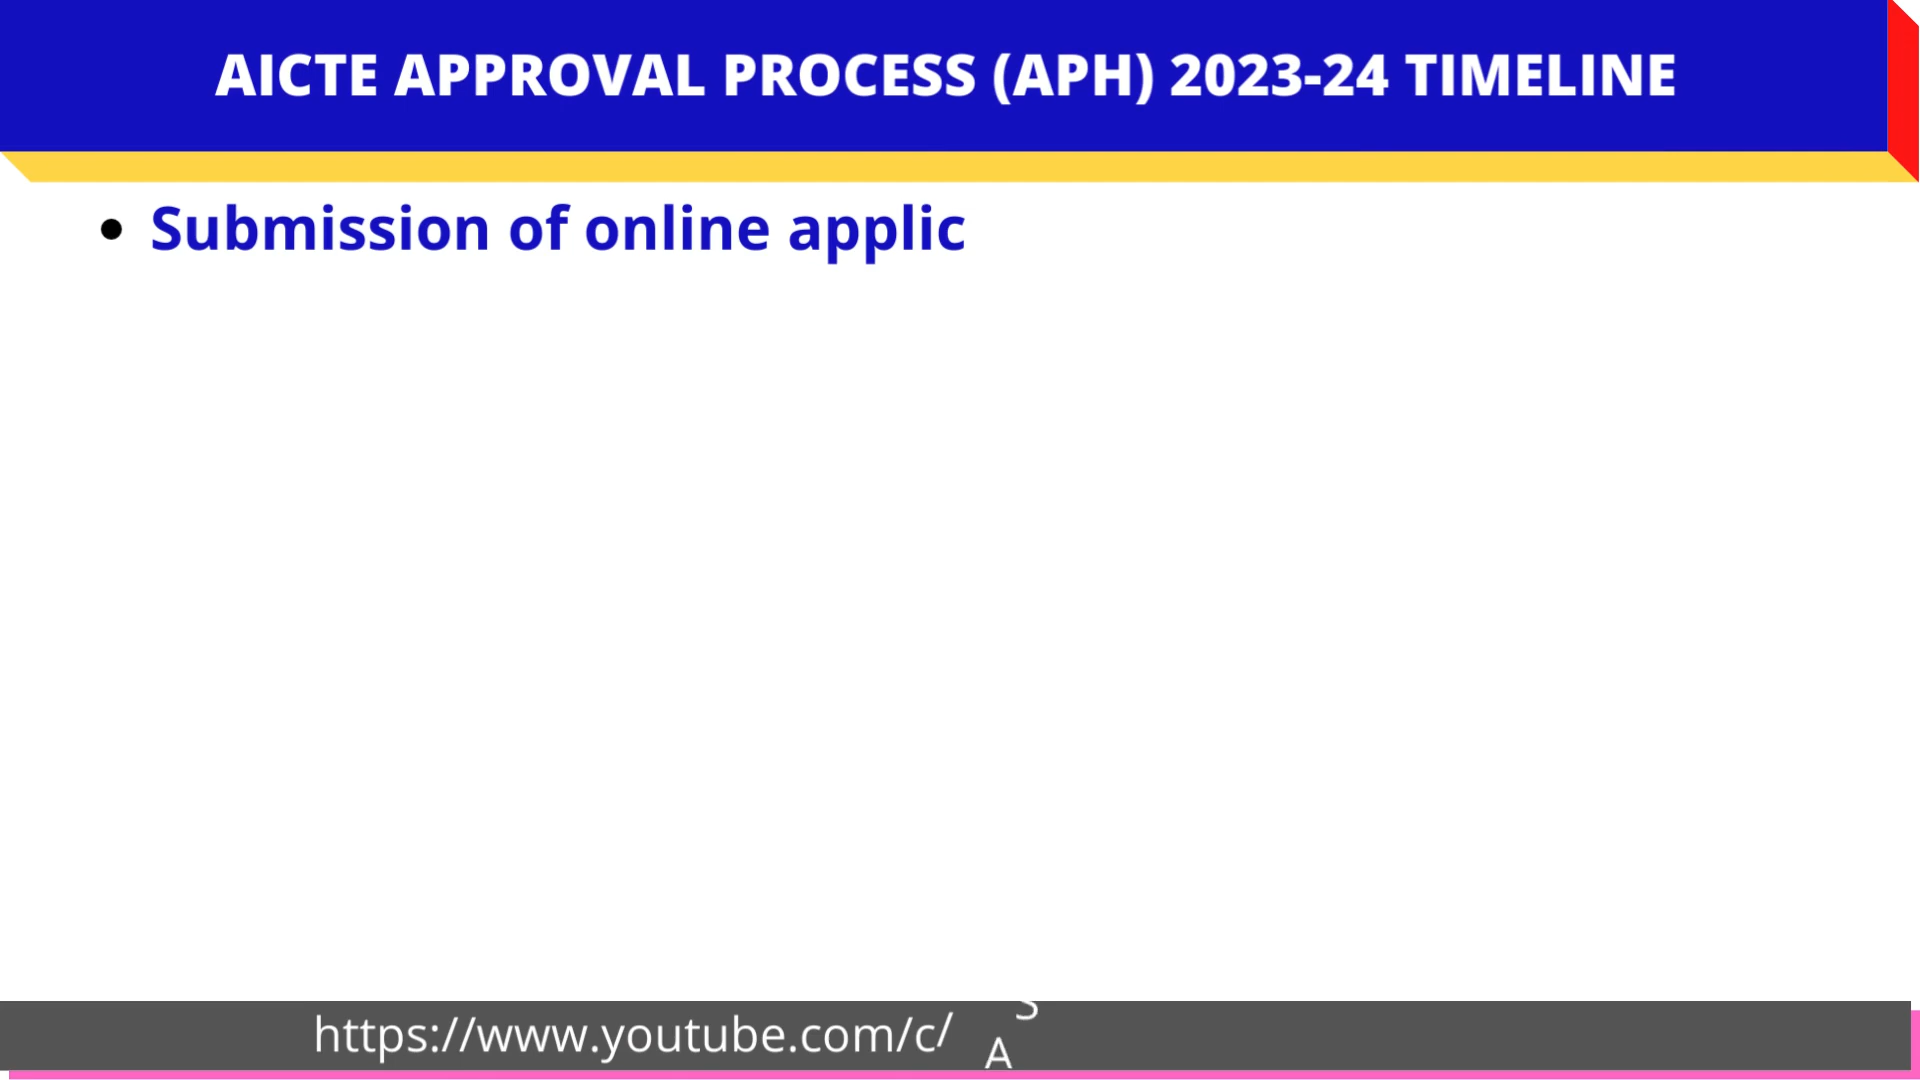 AICTE APPROVAL PROCESS (APH) 2023-24 TIMELINE
• Submission of online applic
https://www.youtube.com/c/ A S